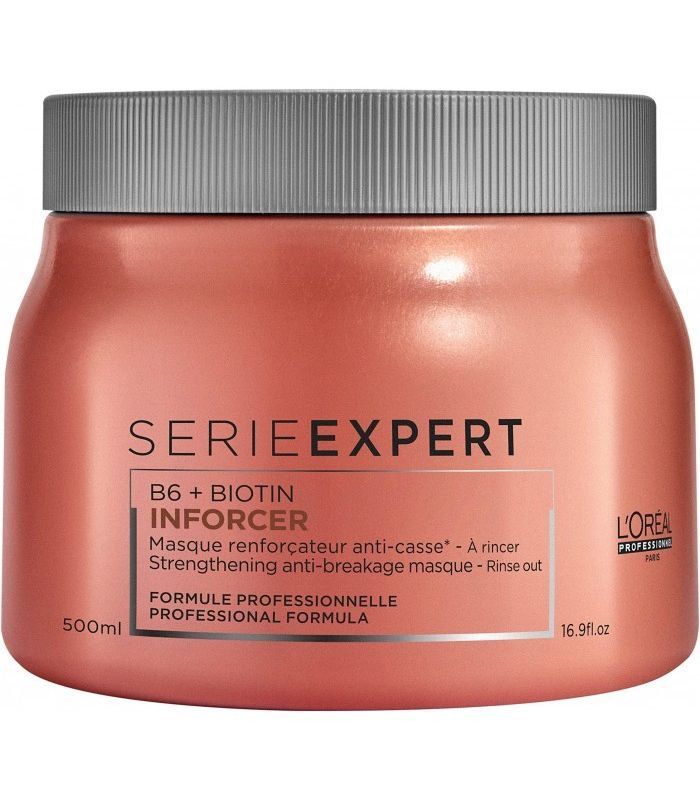 SERIEEXPERT
B6 + BIOTIN
INFORCER
Masque renforçateur anti-casse* - À rincer
Strengthening anti-breakage masque - Rinse out
FORMULE PROFESSIONNELLE
PROFESSIONAL FORMULA
500ml
16.9fl.oz
L'ORÉAL
PROFESSIONNEL
PARIS